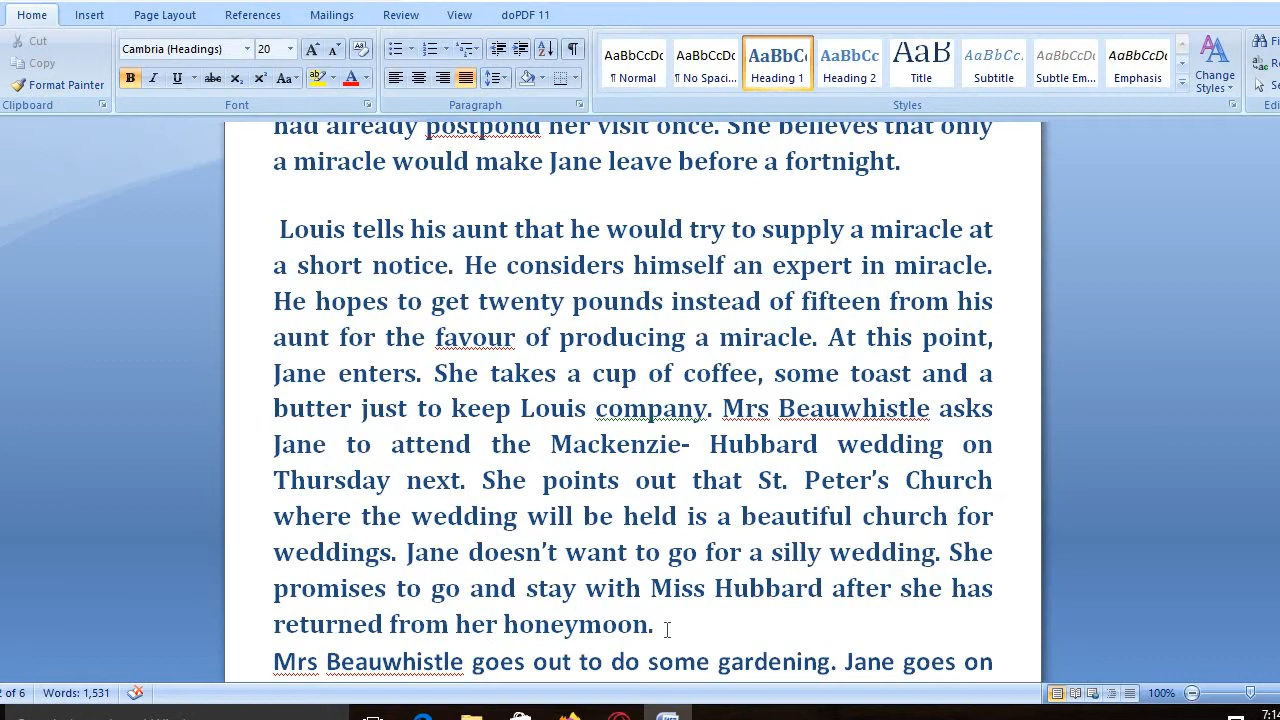 Home Insert Page Layout References Mailings Review View doPDF 11
Cut
Copy
Format Painter
Clipboard
Cambria (Headings) 20
Font
Paragraph
AaBbCcDc AaBbCcDc AaBbCc AaBbCc AaB AaBbCc. AaBbCcDc AaBbCcDc
¶ Normal ¶ No Spaci... Heading 1 Heading 2 Title Subtitle Subtle Em... Emphasis
Change Styles
Styles
had already postpond her visit once. She believes that only
a miracle would make Jane leave before a fortnight.
Louis tells his aunt that he would try to supply a miracle at
a short notice. He considers himself an expert in miracle.
He hopes to get twenty pounds instead of fifteen from his
aunt for the favour of producing a miracle. At this point,
Jane enters. She takes a cup of coffee, some toast and a
butter just to keep Louis company. Mrs Beauwhistle asks
Jane to attend the Mackenzie- Hubbard wedding on
Thursday next. She points out that St. Peter’s Church
where the wedding will be held is a beautiful church for
weddings. Jane doesn’t want to go for a silly wedding. She
promises to go and stay with Miss Hubbard after she has
returned from her honeymoon.
Mrs Beauwhistle goes out to do some gardening. Jane goes on
2 of 6 Words: 1,531 100%